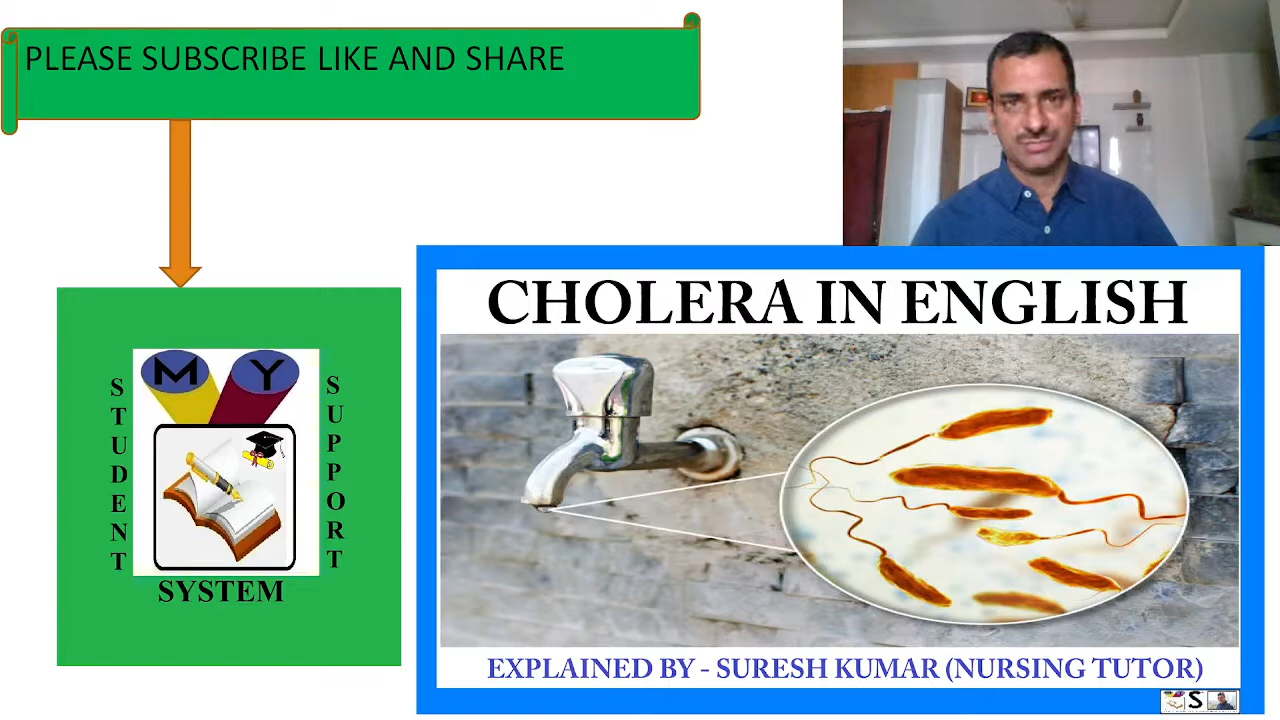 PLEASE SUBSCRIBE LIKE AND SHARE
CHOLERA IN ENGLISH
M Y
STUDENT
SUPPORT
SYSTEM
EXPLAINED BY - SURESH KUMAR (NURSING TUTOR)
S